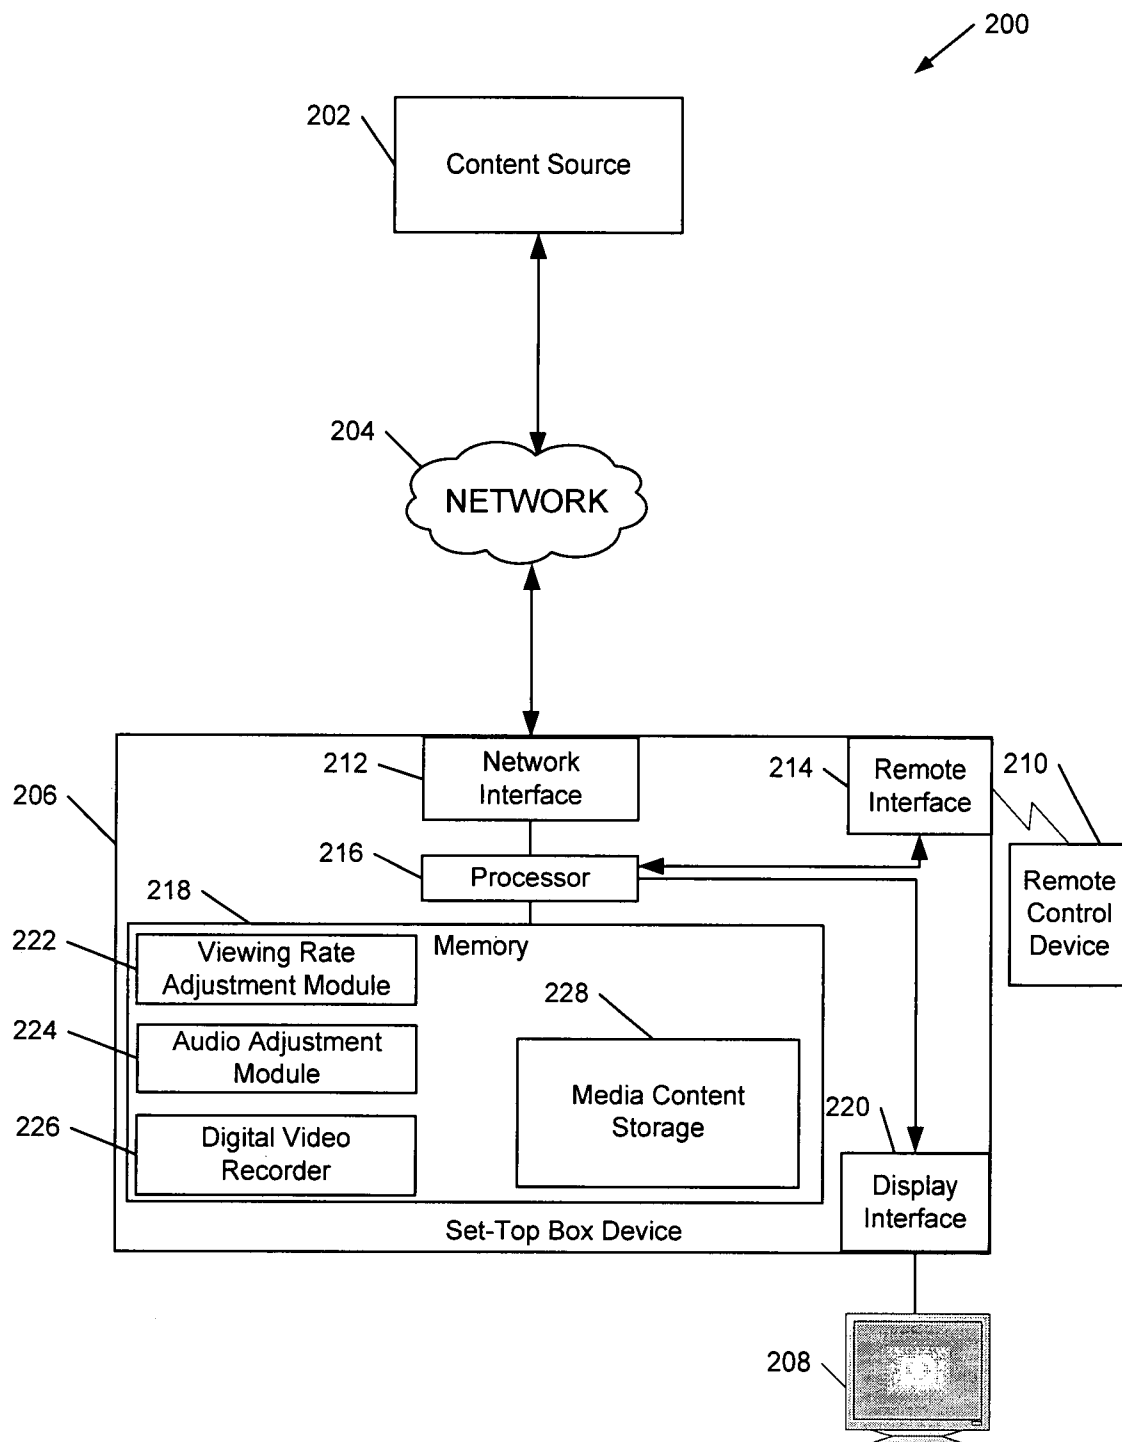 200
202
Content Source
204
NETWORK
206
212
Network
Interface
214
Remote
Interface
210
216
Processor
Remote
Control
Device
218
Memory
222
Viewing Rate
Adjustment Module
228
224
Audio Adjustment
Module
Media Content
Storage
226
Digital Video
Recorder
220
Display
Interface
Set-Top Box Device
208